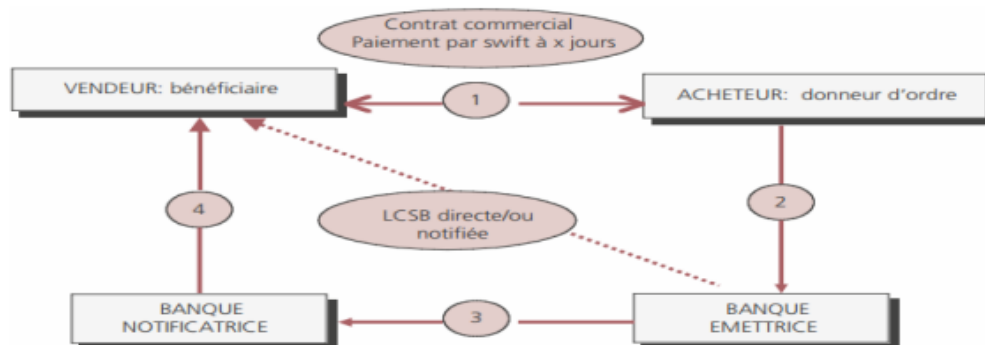 Contrat commercial
Paiement par swift à x jours
VENDEUR: bénéficiaire
1
ACHETEUR: donneur d'ordre
4
LCSB directe/ou
notifiée
2
BANQUE
NOTIFICATRICE
3
BANQUE
EMETTRICE